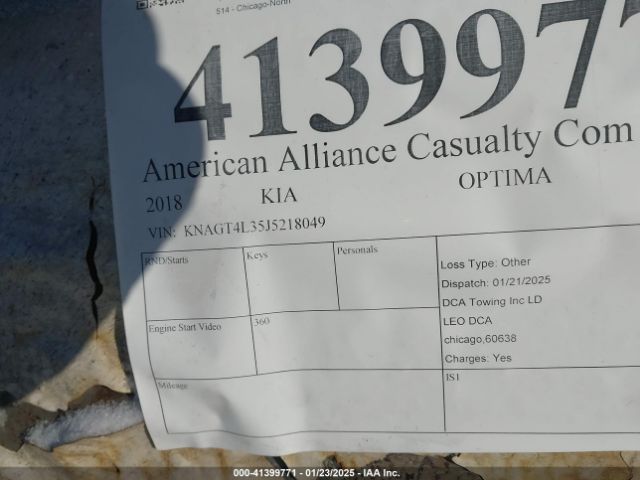 514 - Chicago-North
4139977
American Alliance Casualty Com
2018 KIA OPTIMA
VIN: KNAGT4L35J5218049
RND/Starts Keys Personals
Loss Type: Other
Dispatch: 01/21/2025
DCA Towing Inc LD
Engine Start Video 360
LEO DCA
chicago,60638
Charges: Yes
Mileage IS1
000-41399771 - 01/23/2025 - IAA Inc.